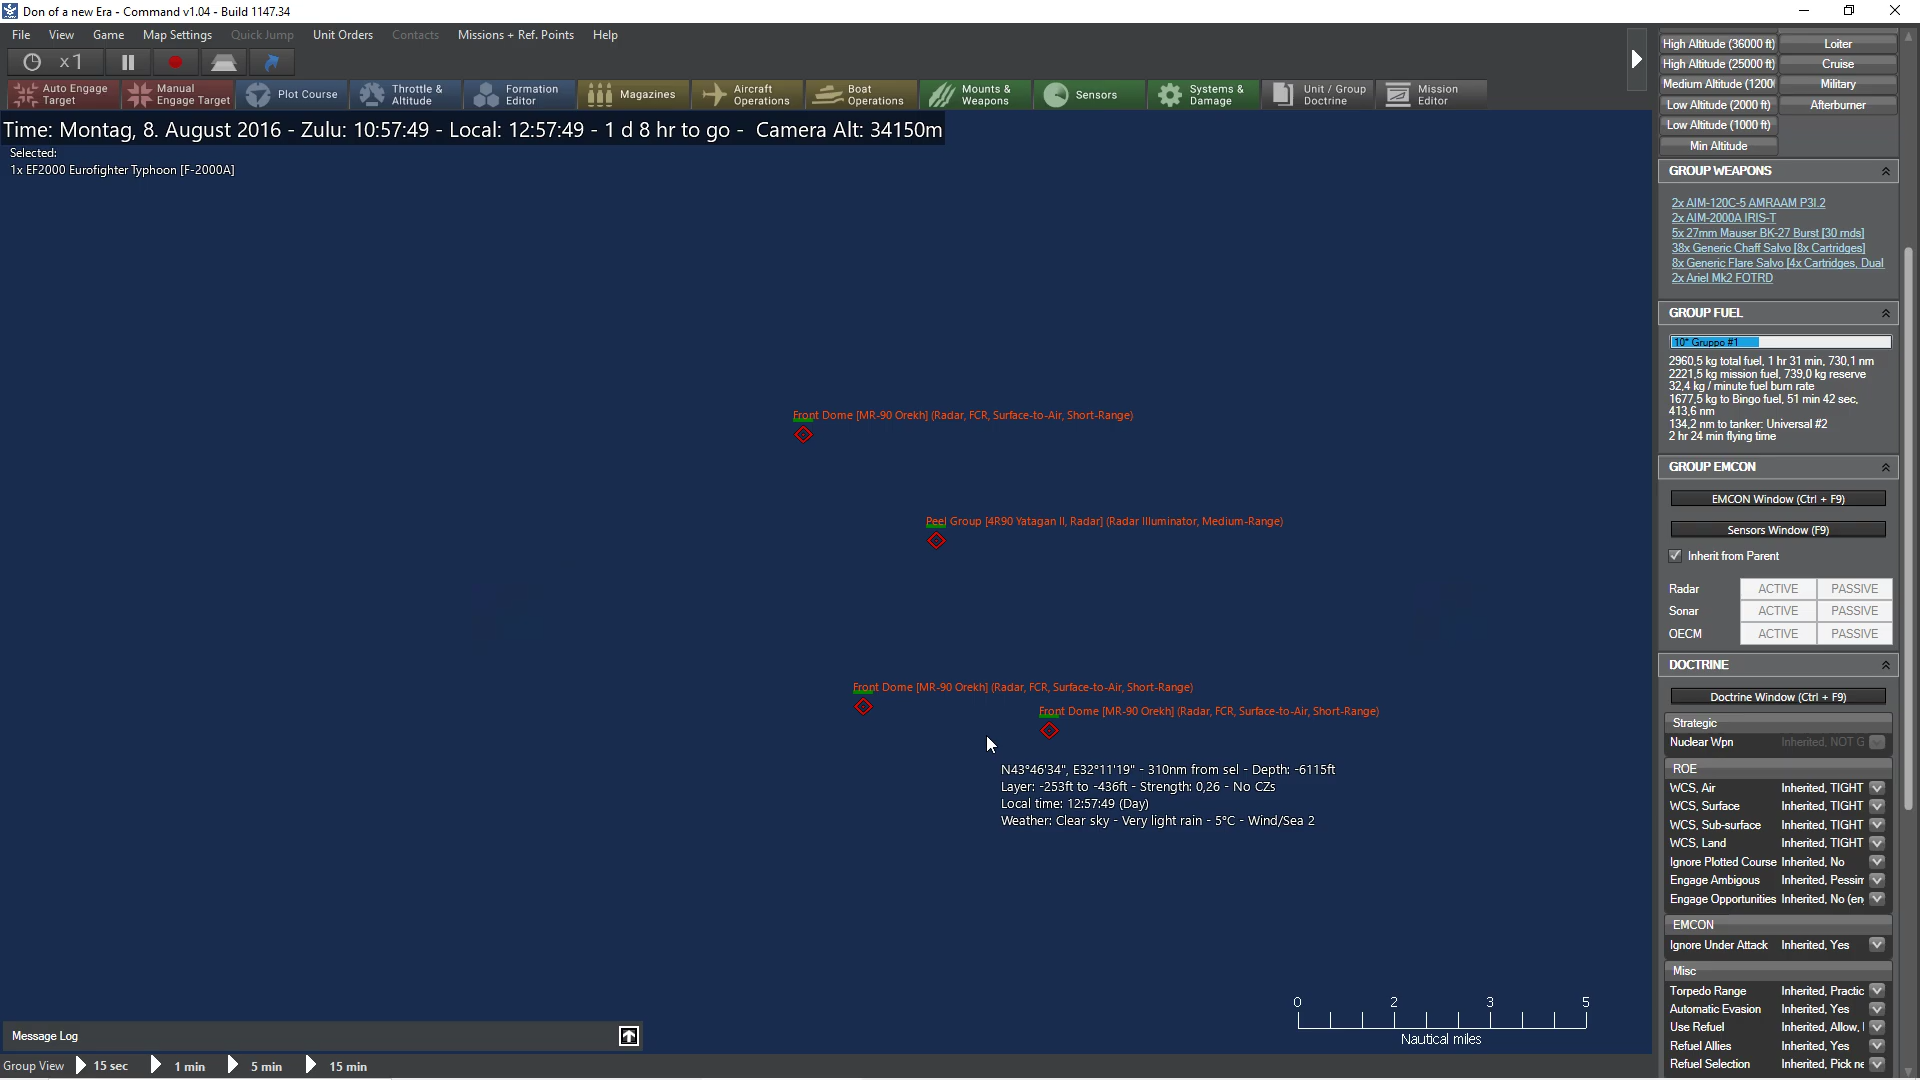 Don of a new Era - Command v1.04 - Build 1147.34
File View Game Map Settings Quick Jump Unit Orders Contacts Missions + Ref. Points Help
x1
Auto Engage Target
Manual Engage Target
Plot Course
Throttle & Altitude
Formation Editor
Magazines
Aircraft Operations
Boat Operations
Mounts & Weapons
Sensors
Systems & Damage
Unit / Group Doctrine
Mission Editor
Time: Montag, 8. August 2016 - Zulu: 10:57:49 - Local: 12:57:49 - 1 d 8 hr to go - Camera Alt: 34150m
Selected:
1x EF2000 Eurofighter Typhoon [F-2000A]
Front Dome [MR-90 Orekh] (Radar, FCR, Surface-to-Air, Short-Range)
Peel Group [4R90 Yatagan II, Radar] (Radar Illuminator, Medium-Range)
Front Dome [MR-90 Orekh] (Radar, FCR, Surface-to-Air, Short-Range)
Front Dome [MR-90 Orekh] (Radar, FCR, Surface-to-Air, Short-Range)
N43°46'34", E32°11'19" - 310nm from sel - Depth: -6115ft
Layer: -253ft to -436ft - Strength: 0,26 - No CZs
Local time: 12:57:49 (Day)
Weather: Clear sky - Very light rain - 5°C - Wind/Sea 2
0 2 3 5
Nautical miles
Message Log
Group View 15 sec 1 min 5 min 15 min
High Altitude (36000 ft) Loiter
High Altitude (25000 ft) Cruise
Medium Altitude (1200 Military
Low Altitude (2000 ft) Afterburner
Low Altitude (1000 ft)
Min Altitude
GROUP WEAPONS
2x AIM-120C-5 AMRAAM P3I.2
2x AIM-2000A IRIS-T
5x 27mm Mauser BK-27 Burst [30 rnds]
38x Generic Chaff Salvo [8x Cartridges]
8x Generic Flare Salvo [4x Cartridges, Dual
2x Ariel Mk2 FOTRD
GROUP FUEL
10° Gruppo #1
2960,5 kg total fuel, 1 hr 31 min, 730,1 nm
2221,5 kg mission fuel, 739,0 kg reserve
32,4 kg / minute fuel burn rate
1677,5 kg to Bingo fuel, 51 min 42 sec,
413,6 nm
134,2 nm to tanker: Universal #2
2 hr 24 min flying time
GROUP EMCON
EMCON Window (Ctrl + F9)
Sensors Window (F9)
Inherit from Parent
Radar ACTIVE PASSIVE
Sonar ACTIVE PASSIVE
OECM ACTIVE PASSIVE
DOCTRINE
Doctrine Window (Ctrl + F9)
Strategic
Nuclear Wpn Inherited, NOT G
ROE
WCS, Air Inherited, TIGHT
WCS, Surface Inherited, TIGHT
WCS, Sub-surface Inherited, TIGHT
WCS, Land Inherited, TIGHT
Ignore Plotted Course Inherited, No
Engage Ambigous Inherited, Pessim
Engage Opportunities Inherited, No (en
EMCON
Ignore Under Attack Inherited, Yes
Misc
Torpedo Range Inherited, Practic
Automatic Evasion Inherited, Yes
Use Refuel Inherited, Allow,
Refuel Allies Inherited, Yes
Refuel Selection Inherited, Pick ne